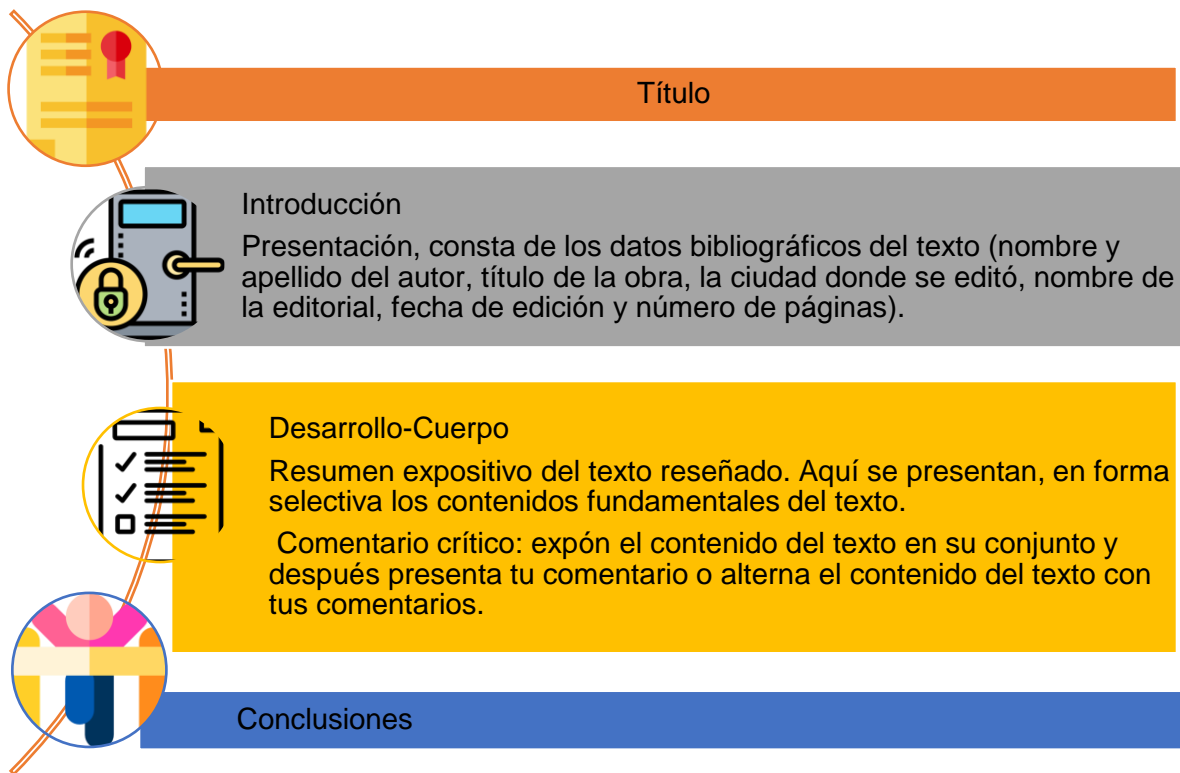 Título
Introducción
Presentación, consta de los datos bibliográficos del texto (nombre y
apellido del autor, título de la obra, la ciudad donde se editó, nombre de
la editorial, fecha de edición y número de páginas).
Desarrollo-Cuerpo
Resumen expositivo del texto reseñado. Aquí se presentan, en forma
selectiva los contenidos fundamentales del texto.
Comentario crítico: expón el contenido del texto en su conjunto y
después presenta tu comentario o alterna el contenido del texto con
tus comentarios.
Conclusiones